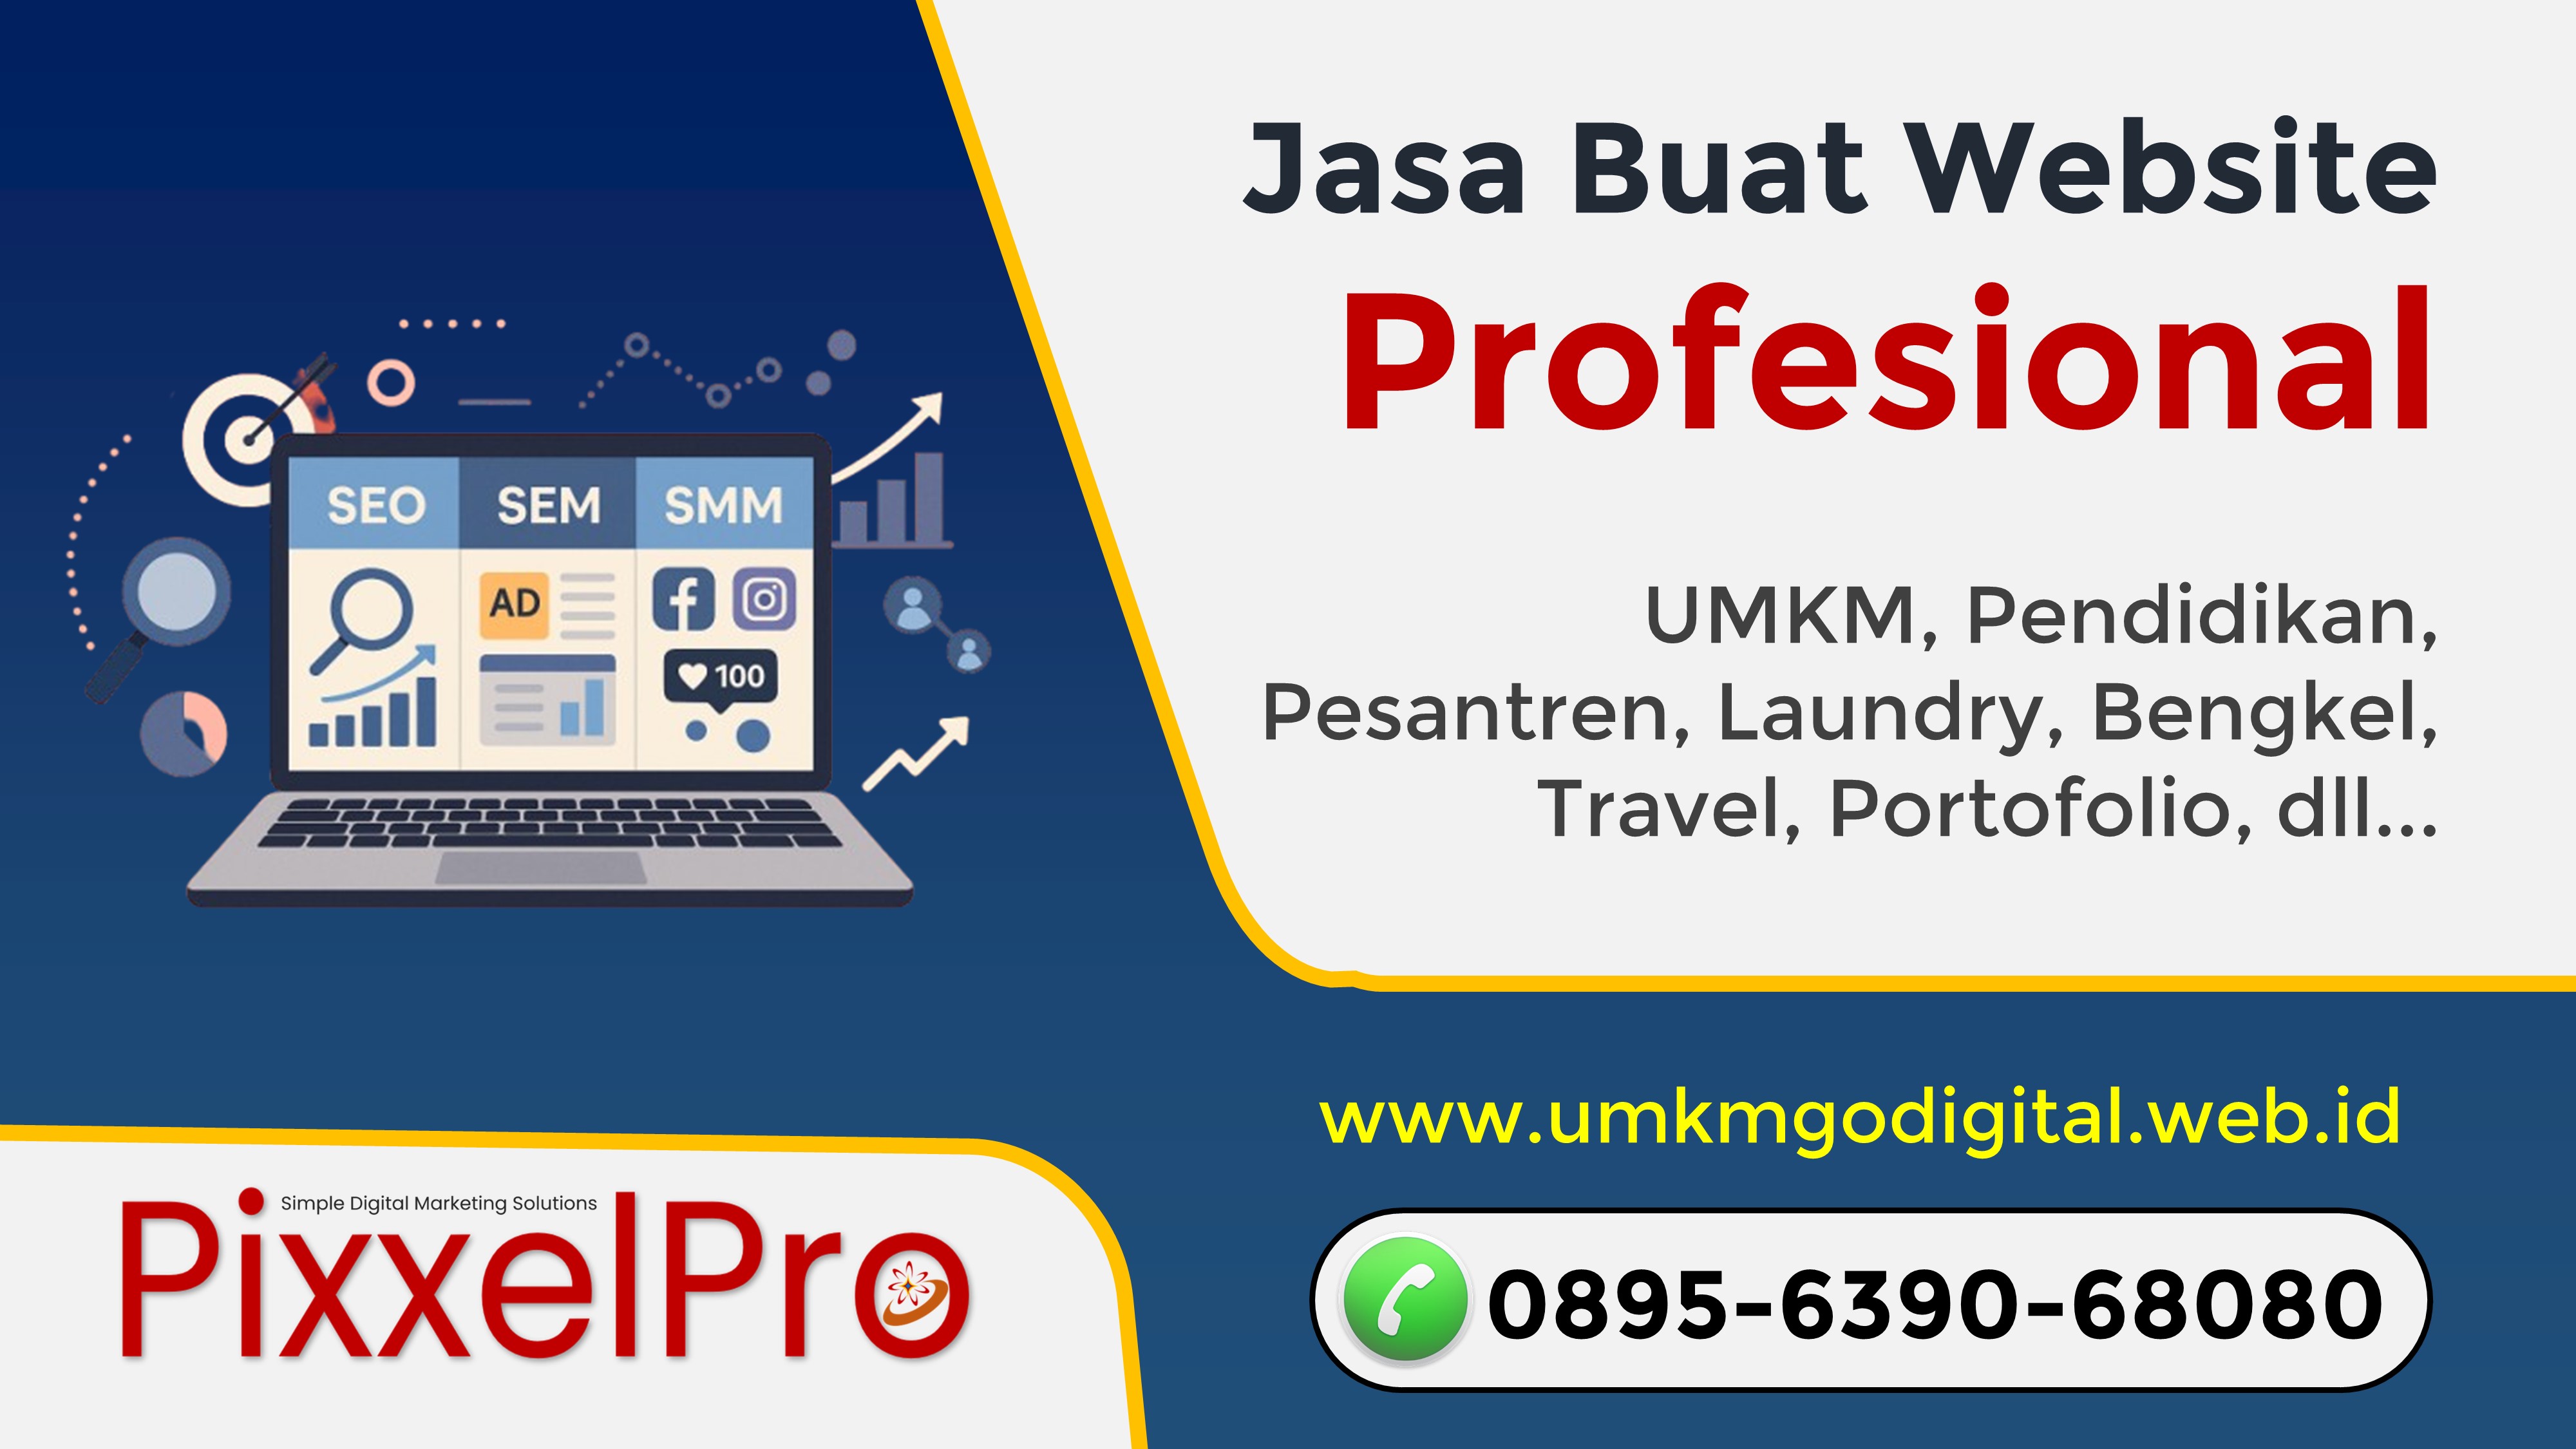 Jasa Buat Website
Profesional
UMKM, Pendidikan,
Pesantren, Laundry, Bengkel,
Travel, Portofolio, dll...
SEO
SEM
SMM
AD
100
www.umkmgodigital.web.id
0895-6390-68080
Simple Digital Marketing Solutions
PixxelPro